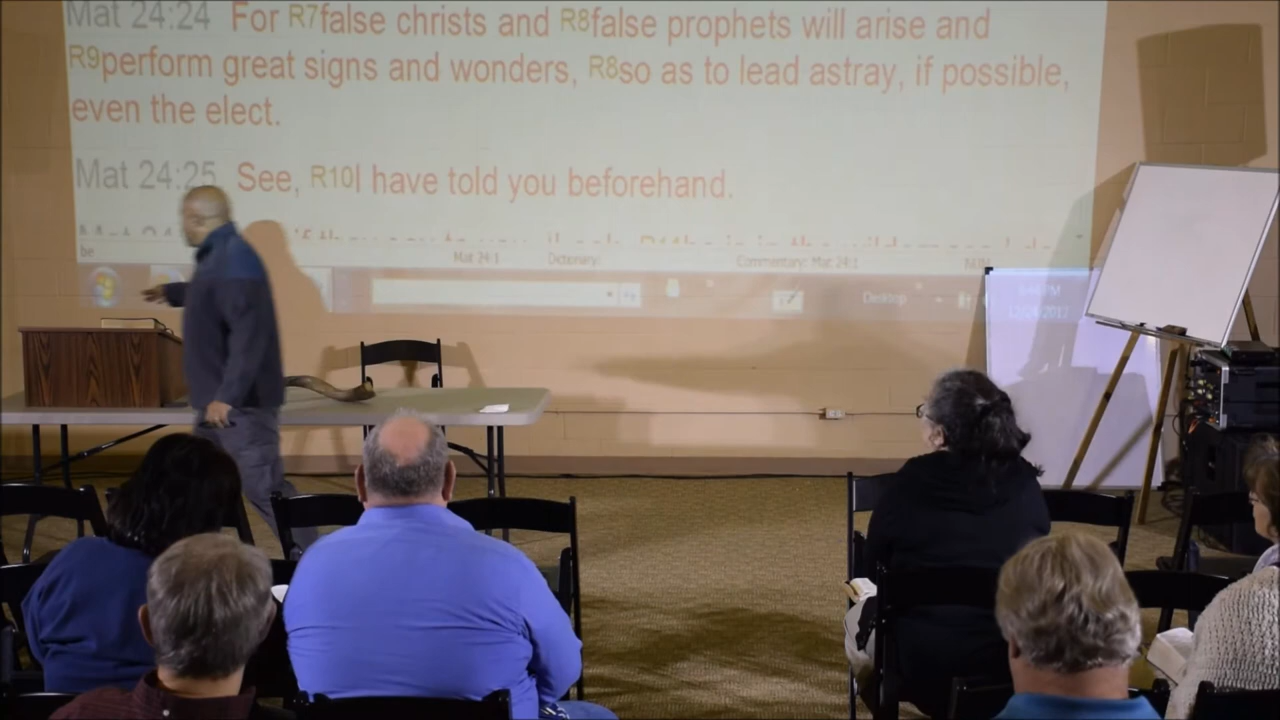 Mat 24:24 For R7false christs and R8false prophets will arise and
R9perform great signs and wonders, R8so as to lead astray, if possible,
even the elect.
Mat 24:25 See, R10I have told you beforehand.
be Mat 24:1 Dictionary: Commentary: Mat 24:1 NUM
Desktop